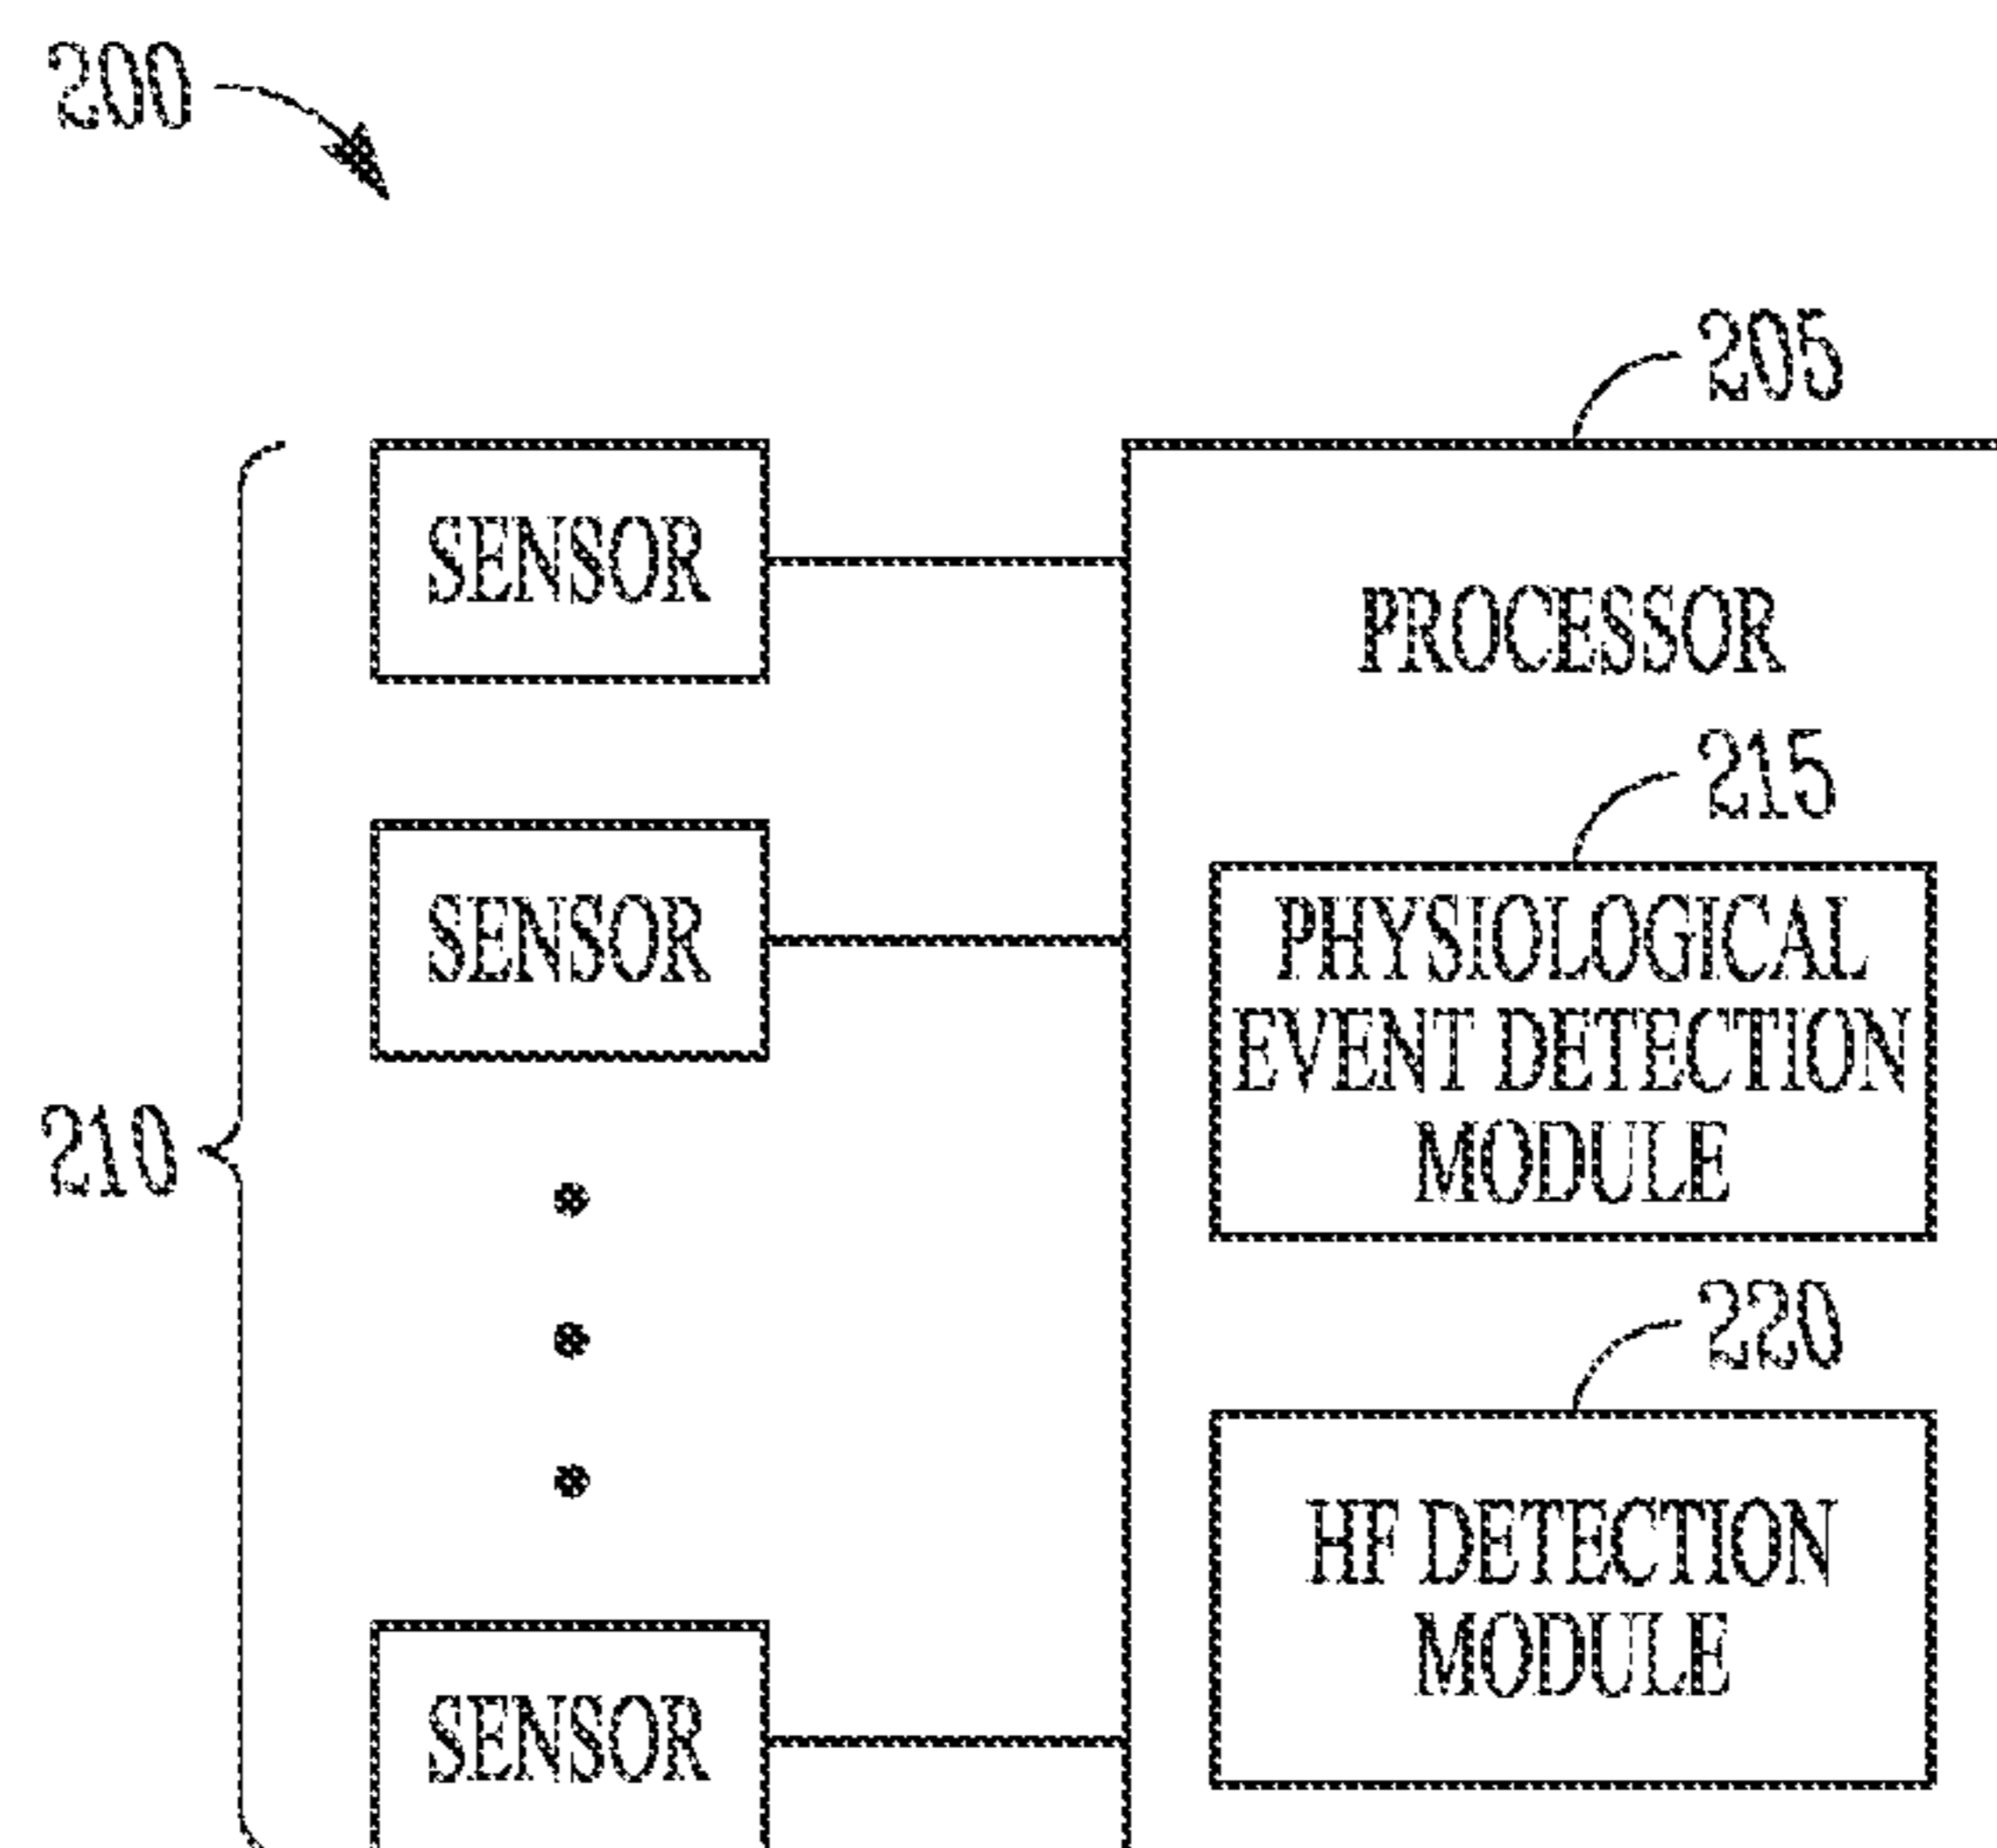 200
205
SENSOR
PROCESSOR
215
SENSOR
PHYSIOLOGICAL
EVENT DETECTION
MODULE
210
220
HF DETECTION
MODULE
SENSOR